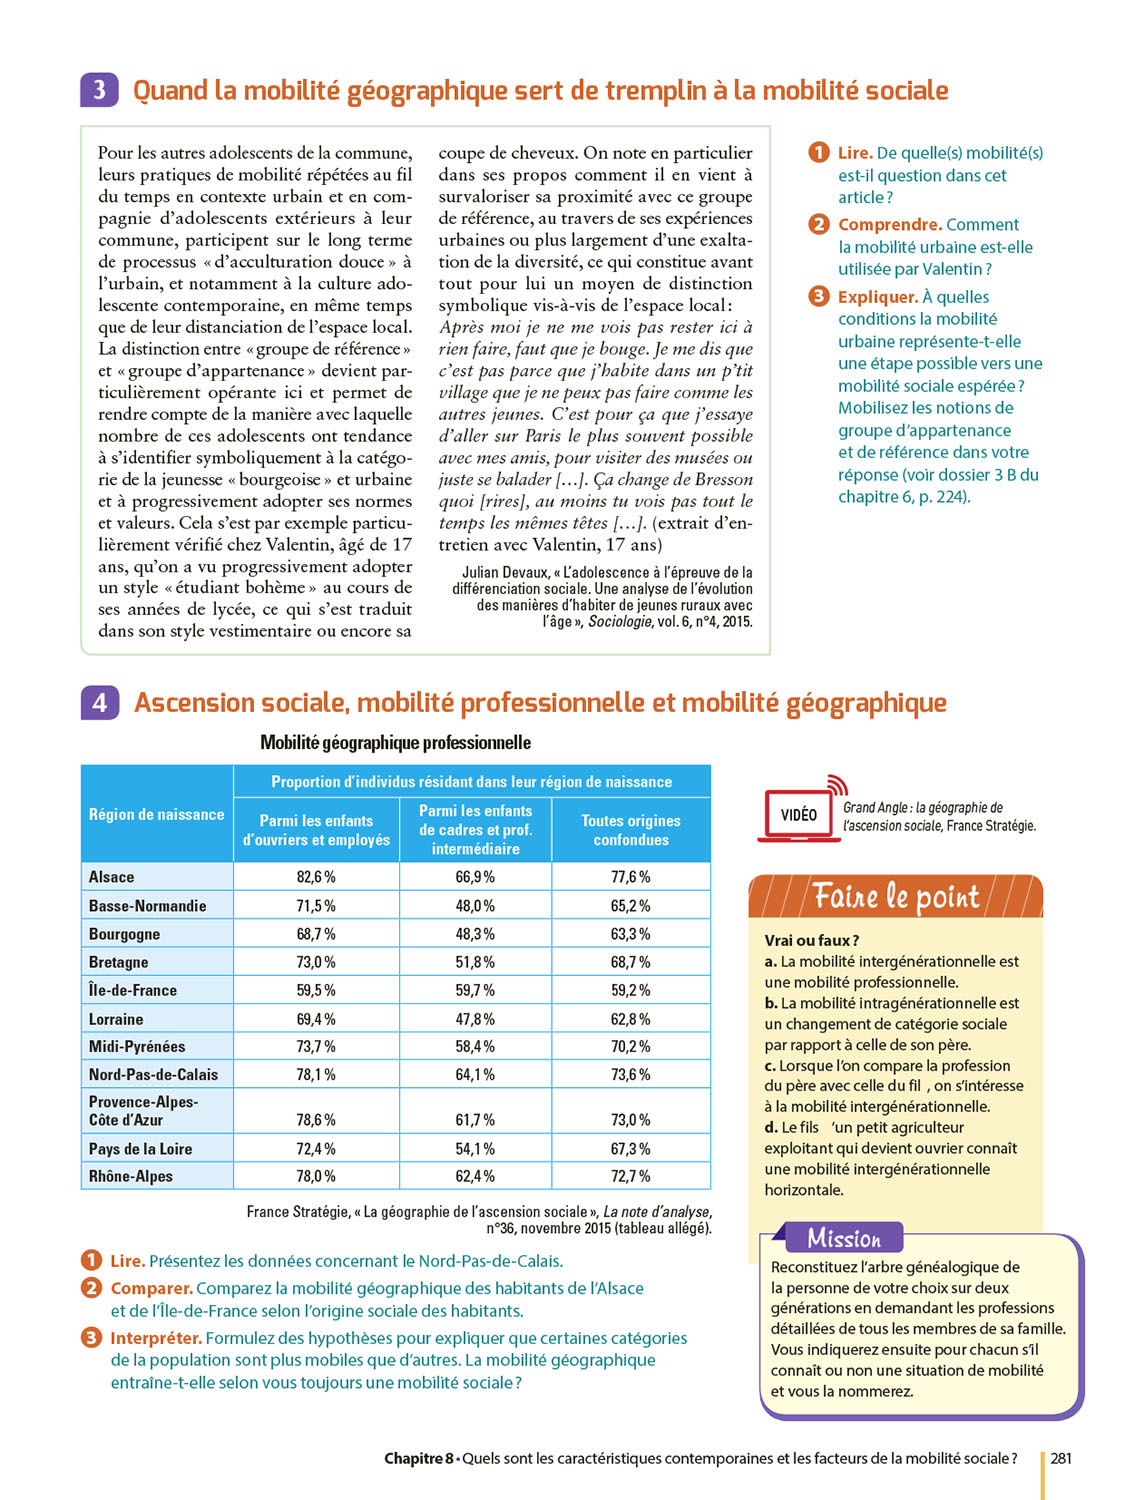 3 Quand la mobilité géographique sert de tremplin à la mobilité sociale
Pour les autres adolescents de la commune,
leurs pratiques de mobilité répétées au fil
du temps en contexte urbain et en com-
pagnie d'adolescents extérieurs à leur
commune, participent sur le long terme
de processus « d'acculturation douce » à
l'urbain, et notamment à la culture ado-
lescente contemporaine, en même temps
que de leur distanciation de l'espace local.
La distinction entre « groupe de référence »
et « groupe d'appartenance » devient par-
ticulièrement opérante ici et permet de
rendre compte de la manière avec laquelle
nombre de ces adolescents ont tendance
à s'identifier symboliquement à la catégo-
rie de la jeunesse « bourgeoise » et urbaine
et à progressivement adopter ses normes
et valeurs. Cela s'est par exemple particu-
lièrement vérifié chez Valentin, âgé de 17
ans, qu'on a vu progressivement adopter
un style « étudiant bohème » au cours de
ses années de lycée, ce qui s'est traduit
dans son style vestimentaire ou encore sa
coupe de cheveux. On note en particulier
dans ses propos comment il en vient à
survaloriser sa proximité avec ce groupe
de référence, au travers de ses expériences
urbaines ou plus largement d'une exalta-
tion de la diversité, ce qui constitue avant
tout pour lui un moyen de distinction
symbolique vis-à-vis de l'espace local :
Après moi je ne me vois pas rester ici à
rien faire, faut que je bouge. Je me dis que
c'est pas parce que j'habite dans un p'tit
village que je ne peux pas faire comme les
autres jeunes. C'est pour ça que j'essaye
d'aller sur Paris le plus souvent possible
avec mes amis, pour visiter des musées ou
juste se balader [...]. Ça change de Bresson
quoi [rires], au moins tu vois pas tout le
temps les mêmes têtes [...]. (extrait d'en-
tretien avec Valentin, 17 ans)
Julian Devaux, « L'adolescence à l'épreuve de la
différenciation sociale. Une analyse de l'évolution
des manières d'habiter de jeunes ruraux avec
l'âge », Sociologie, vol. 6, n°4, 2015.
1 Lire. De quelle(s) mobilité(s)
est-il question dans cet
article ?
2 Comprendre. Comment
la mobilité urbaine est-elle
utilisée par Valentin ?
3 Expliquer. À quelles
conditions la mobilité
urbaine représente-t-elle
une étape possible vers une
mobilité sociale espérée ?
Mobilisez les notions de
groupe d'appartenance
et de référence dans votre
réponse (voir dossier 3 B du
chapitre 6, p. 224).
4 Ascension sociale, mobilité professionnelle et mobilité géographique
Mobilité géographique professionnelle
Région de naissance
Proportion d'individus résidant dans leur région de naissance
Parmi les enfants
d'ouvriers et employés
Parmi les enfants
de cadres et prof.
intermédiaire
Toutes origines
confondues
Alsace 82,6 % 66,9 % 77,6 %
Basse-Normandie 71,5 % 48,0 % 65,2 %
Bourgogne 68,7 % 48,3 % 63,3 %
Bretagne 73,0 % 51,8 % 68,7 %
Île-de-France 59,5 % 59,7 % 59,2 %
Lorraine 69,4 % 47,8 % 62,8 %
Midi-Pyrénées 73,7 % 58,4 % 70,2 %
Nord-Pas-de-Calais 78,1 % 64,1 % 73,6 %
Provence-Alpes-
Côte d'Azur 78,6 % 61,7 % 73,0 %
Pays de la Loire 72,4 % 54,1 % 67,3 %
Rhône-Alpes 78,0 % 62,4 % 72,7 %
France Stratégie, « La géographie de l'ascension sociale », La note d'analyse,
n°36, novembre 2015 (tableau allégé).
1 Lire. Présentez les données concernant le Nord-Pas-de-Calais.
2 Comparer. Comparez la mobilité géographique des habitants de l'Alsace
et de l'Île-de-France selon l'origine sociale des habitants.
3 Interpréter. Formulez des hypothèses pour expliquer que certaines catégories
de la population sont plus mobiles que d'autres. La mobilité géographique
entraîne-t-elle selon vous toujours une mobilité sociale ?
VIDÉO
Grand Angle : la géographie de
l'ascension sociale, France Stratégie.
Faire le point
Vrai ou faux ?
a. La mobilité intergénérationnelle est
une mobilité professionnelle.
b. La mobilité intragénérationnelle est
un changement de catégorie sociale
par rapport à celle de son père.
c. Lorsque l'on compare la profession
du père avec celle du fil , on s'intéresse
à la mobilité intergénérationnelle.
d. Le fils 'un petit agriculteur
exploitant qui devient ouvrier connaît
une mobilité intergénérationnelle
horizontale.
Mission
Reconstituez l'arbre généalogique de
la personne de votre choix sur deux
générations en demandant les professions
détaillées de tous les membres de sa famille.
Vous indiquerez ensuite pour chacun s'il
connaît ou non une situation de mobilité
et vous la nommerez.
Chapitre 8 • Quels sont les caractéristiques contemporaines et les facteurs de la mobilité sociale ? 281